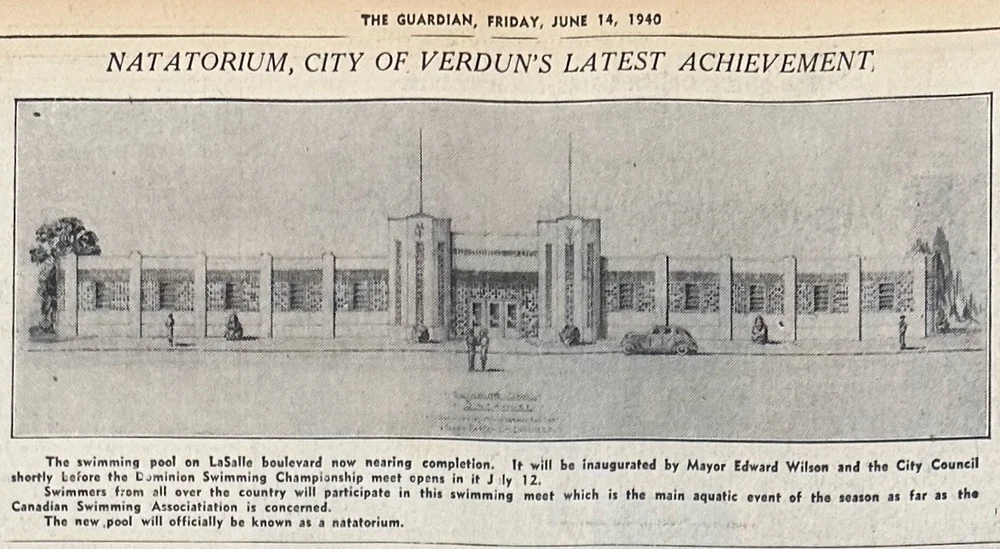 THE GUARDIAN, FRIDAY, JUNE 14, 1940
NATATORIUM, CITY OF VERDUN'S LATEST ACHIEVEMENT
The swimming pool on LaSalle boulevard now nearing completion. It will be inaugurated by Mayor Edward Wilson and the City Council
shortly before the Dominion Swimming Championship meet opens in it J ly 12.
Swimmers from all over the country will participate in this swimming meet which is the main aquatic event of the season as far as the
Canadian Swimming Associatiation is concerned.
The new pool will officially be known as a natatorium.